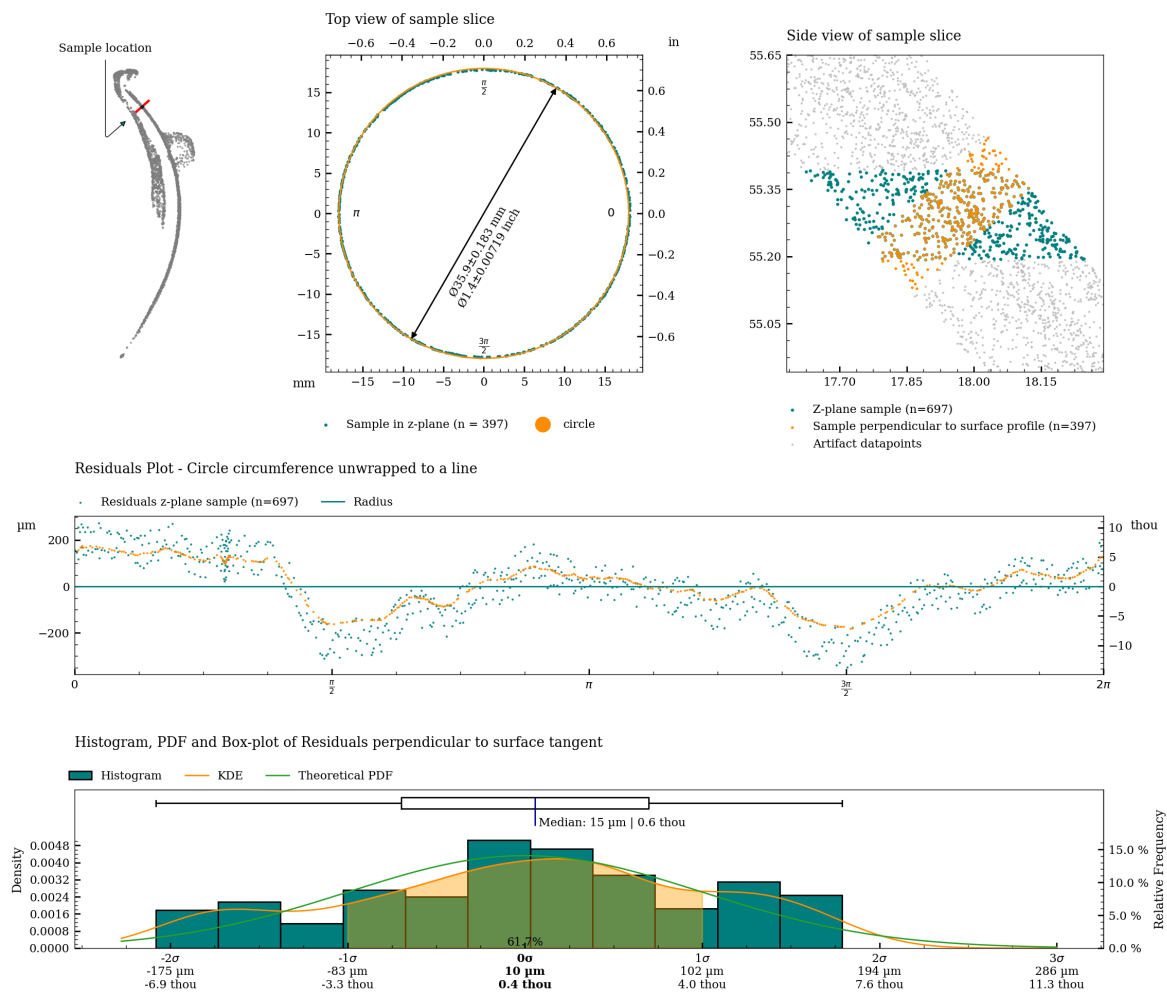 Sample location
Top view of sample slice
−0.6 −0.4 −0.2 0.0 0.2 0.4 0.6 in
15
10
5
0
−5
−10
−15
π/2
π
0
3π/2
Ø35.9±0.183 mm
Ø1.4±0.00719 inch
0.6
0.4
0.2
0.0
−0.2
−0.4
−0.6
mm −15 −10 −5 0 5 10 15
Sample in z-plane (n = 397) circle
Side view of sample slice
55.65
55.50
55.35
55.20
55.05
17.70 17.85 18.00 18.15
Z-plane sample (n=697)
Sample perpendicular to surface profile (n=397)
Artifact datapoints
Residuals Plot - Circle circumference unwrapped to a line
Residuals z-plane sample (n=697) Radius
µm
200
0
−200
thou
10
5
0
−5
−10
0 π/2 π 3π/2 2π
Histogram, PDF and Box-plot of Residuals perpendicular to surface tangent
Histogram KDE Theoretical PDF
Median: 15 µm | 0.6 thou
Density
0.0048
0.0040
0.0032
0.0024
0.0016
0.0008
0.0000
Relative Frequency
15.0 %
10.0 %
5.0 %
0.0 %
61.7%
-2σ -1σ 0σ 1σ 2σ 3σ
-175 µm -83 µm 10 µm 102 µm 194 µm 286 µm
-6.9 thou -3.3 thou 0.4 thou 4.0 thou 7.6 thou 11.3 thou